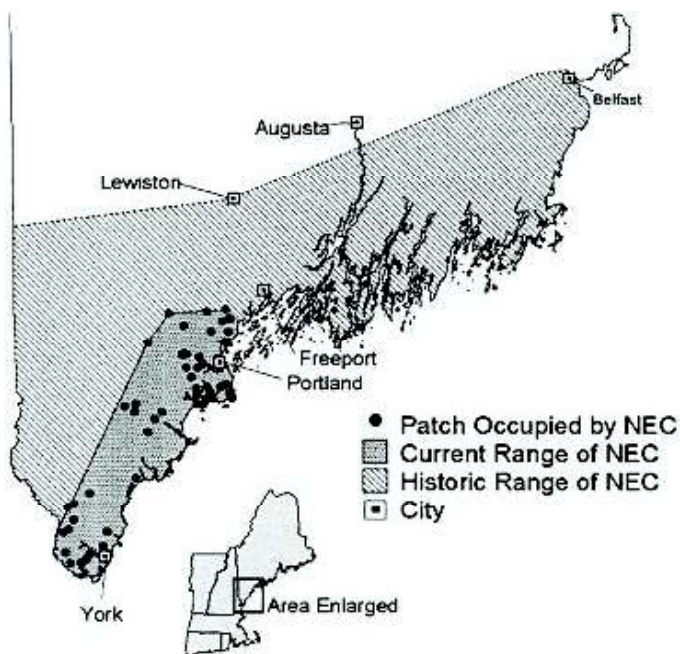 Belfast
Augusta
Lewiston
Freeport
Portland
Patch Occupied by NEC
Current Range of NEC
Historic Range of NEC
City
York
Area Enlarged